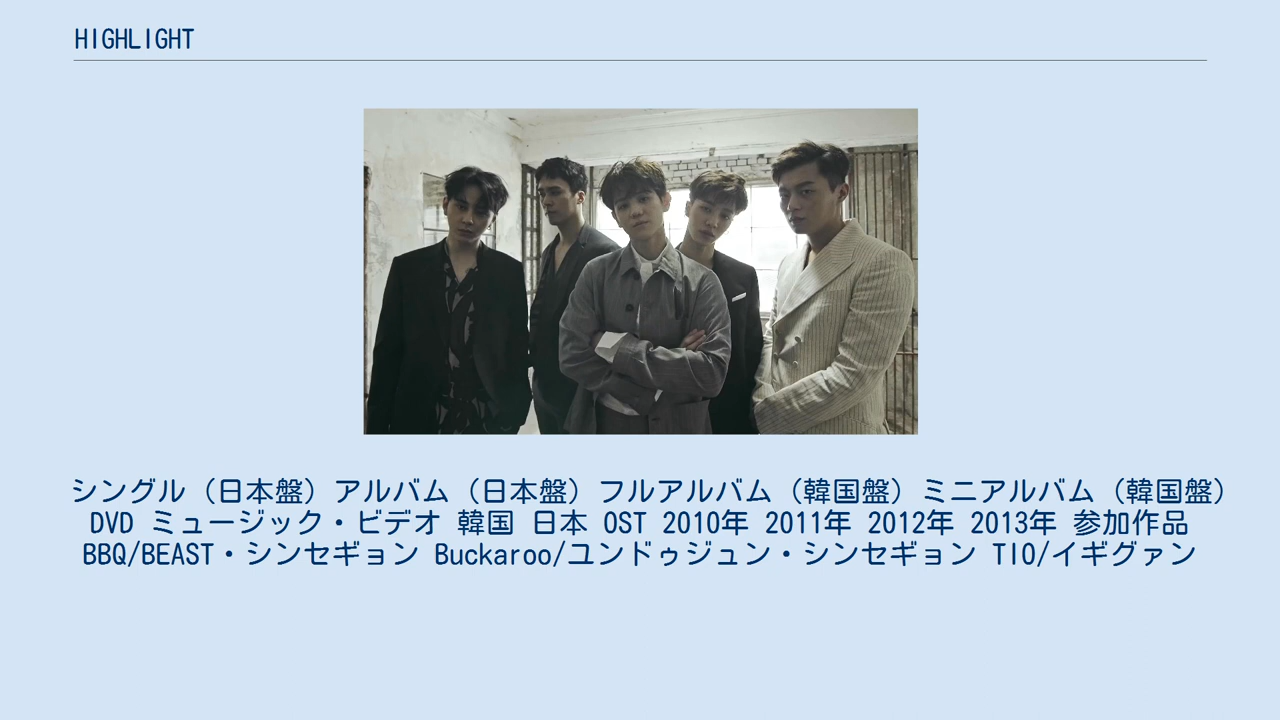 HIGHLIGHT
シングル（日本盤）アルバム（日本盤）フルアルバム（韓国盤）ミニアルバム（韓国盤）
DVD ミュージック・ビデオ 韓国 日本 OST 2010年 2011年 2012年 2013年 参加作品
BBQ/BEAST・シンセギョン Buckaroo/ユンドゥジュン・シンセギョン TIO/イギグァン